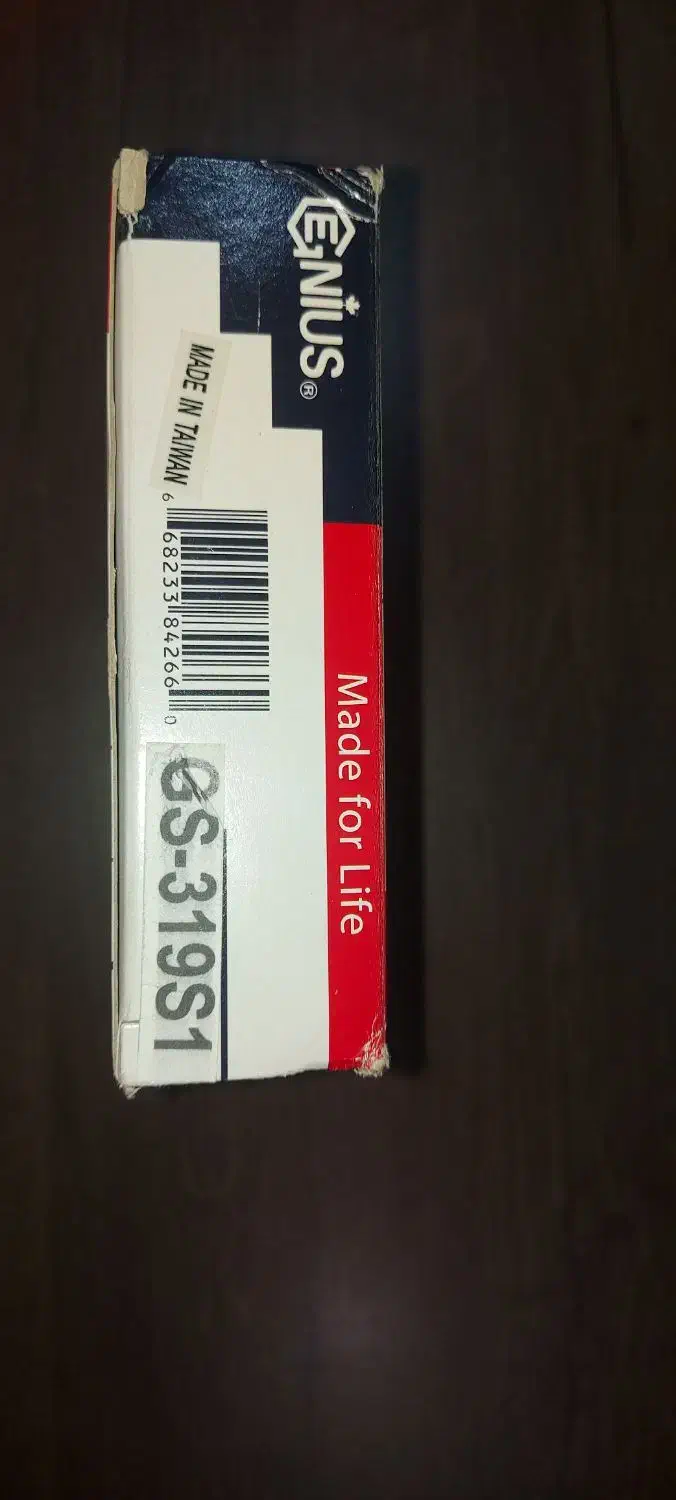 GENIUS®
MADE IN TAIWAN
6 68233 84266 0
Made for Life
GS-319S1